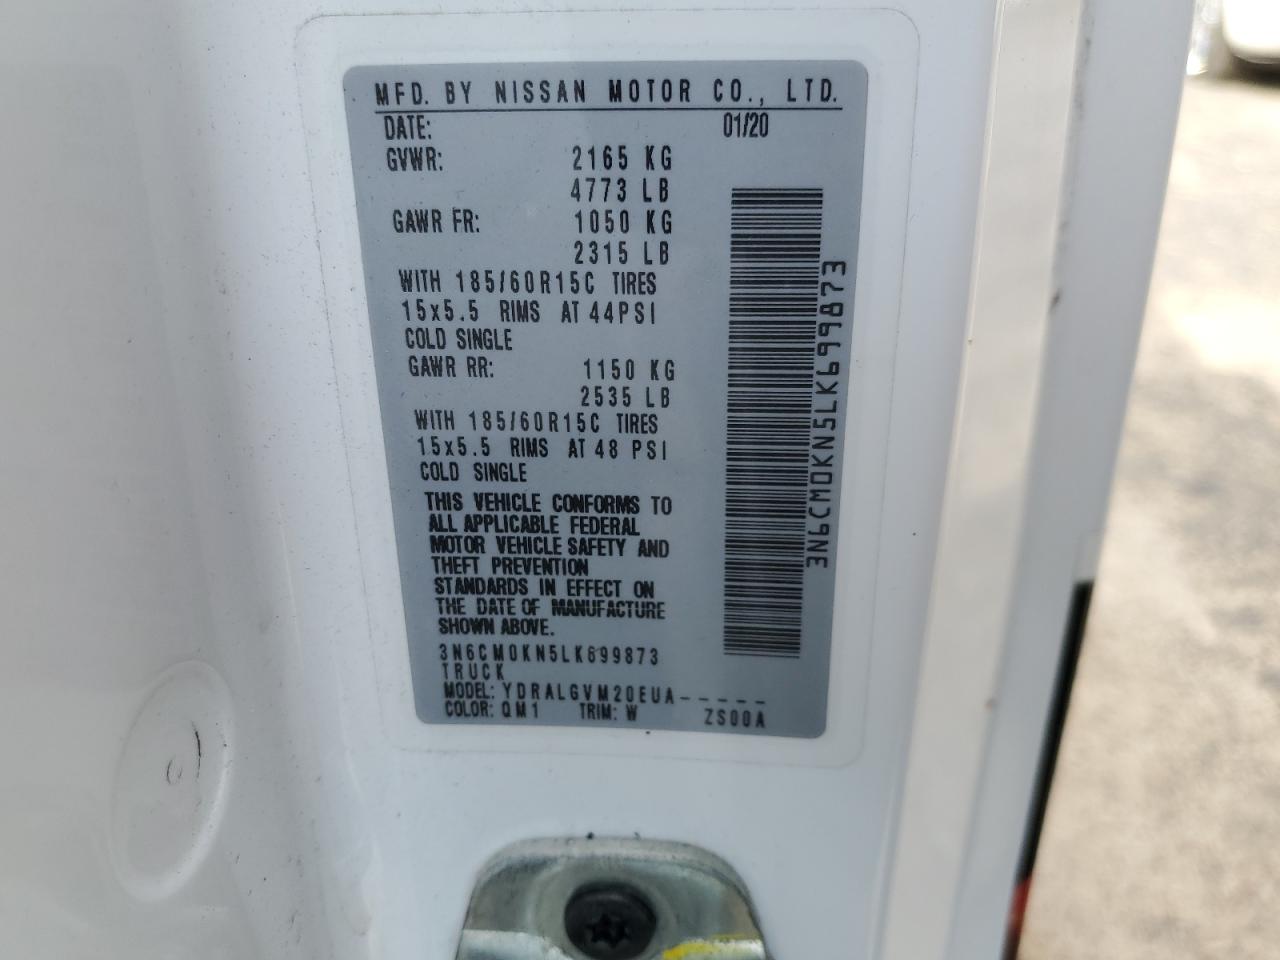 MFD. BY NISSAN MOTOR CO., LTD.
DATE: 01/20
GVWR: 2165 KG
4773 LB
GAWR FR: 1050 KG
2315 LB
WITH 185/60R15C TIRES
15x5.5 RIMS AT 44PSI
COLD SINGLE
GAWR RR: 1150 KG
2535 LB
WITH 185/60R15C TIRES
15x5.5 RIMS AT 48 PSI
COLD SINGLE
THIS VEHICLE CONFORMS TO
ALL APPLICABLE FEDERAL
MOTOR VEHICLE SAFETY AND
THEFT PREVENTION
STANDARDS IN EFFECT ON
THE DATE OF MANUFACTURE
SHOWN ABOVE.
3N6CM0KN5LK699873
TRUCK
MODEL: YDRALGVM20EUA-----
COLOR: QM1 TRIM: W ZS00A
3N6CM0KN5LK699873